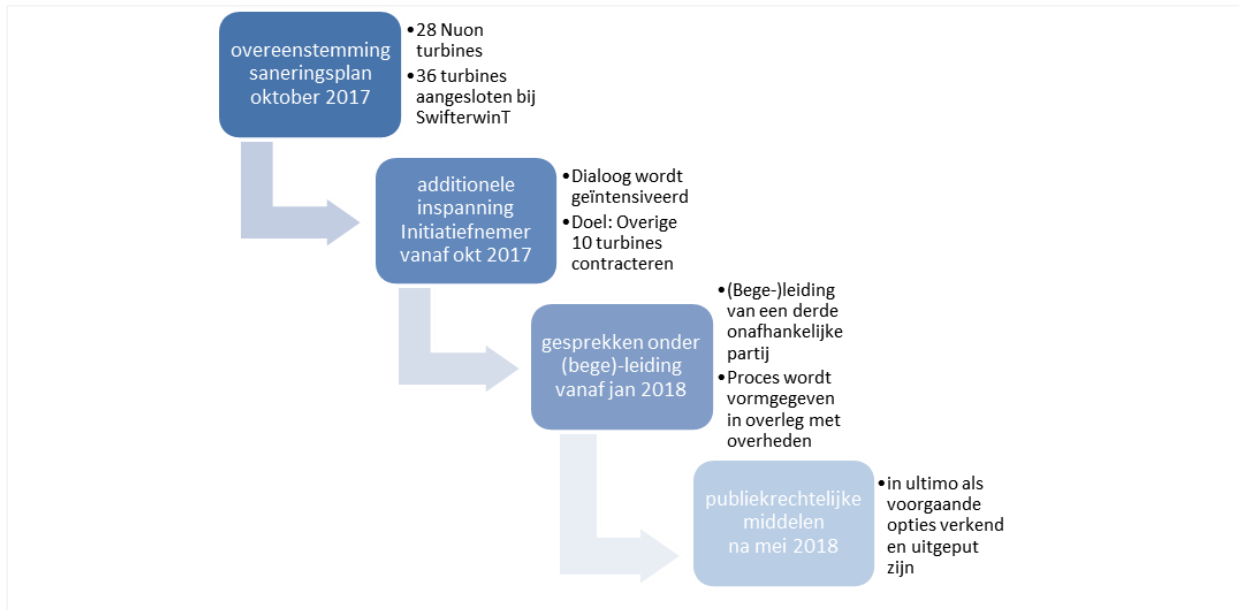 overeenstemming
saneringsplan
oktober 2017
•28 Nuon
turbines
•36 turbines
aangesloten bij
SwifterwinT
additionele
inspanning
Initiatiefnemer
vanaf okt 2017
•Dialoog wordt
geïntensiveerd
•Doel: Overige
10 turbines
contracteren
gesprekken onder
(bege)-leiding
vanaf jan 2018
•(Bege-)leiding
van een derde
onafhankelijke
partij
•Proces wordt
vormgegeven
in overleg met
overheden
publiekrechtelijke
middelen
na mei 2018
•in ultimo als
voorgaande
opties verkend
en uitgeput
zijn